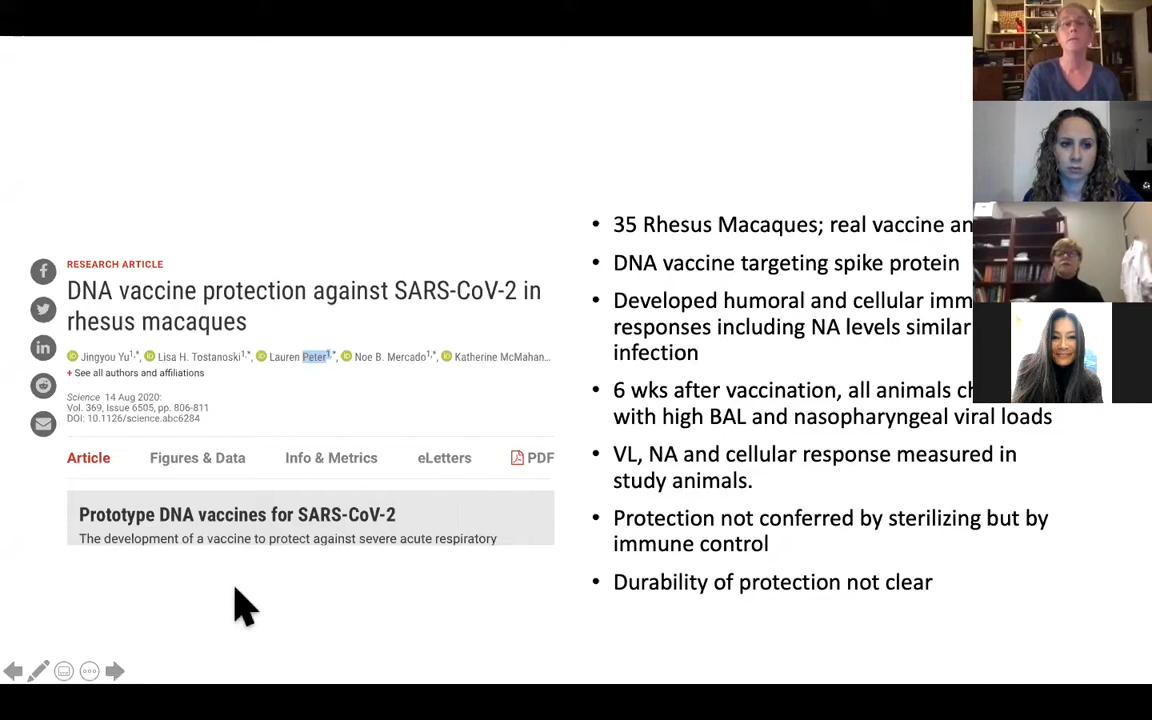 RESEARCH ARTICLE
DNA vaccine protection against SARS-CoV-2 in
rhesus macaques
Jingyou Yu1,*, Lisa H. Tostanoski1,*, Lauren Peter1,*, Noe B. Mercado1,*, Katherine McMahan...
+ See all authors and affiliations
Science 14 Aug 2020:
Vol. 369, Issue 6505, pp. 806-811
DOI: 10.1126/science.abc6284
Article Figures & Data Info & Metrics eLetters PDF
Prototype DNA vaccines for SARS-CoV-2
The development of a vaccine to protect against severe acute respiratory
• 35 Rhesus Macaques; real vaccine an
• DNA vaccine targeting spike protein
• Developed humoral and cellular imm
responses including NA levels similar
infection
• 6 wks after vaccination, all animals ch
with high BAL and nasopharyngeal viral loads
• VL, NA and cellular response measured in
study animals.
• Protection not conferred by sterilizing but by
immune control
• Durability of protection not clear